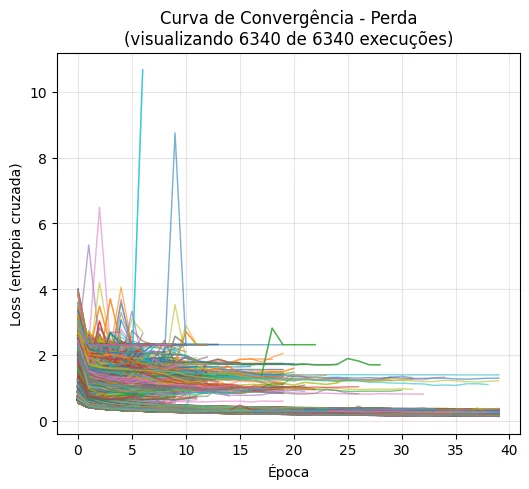 Curva de Convergência - Perda
(visualizando 6340 de 6340 execuções)
10
8
6
4
2
0
Loss (entropia cruzada)
0 5 10 15 20 25 30 35 40
Época